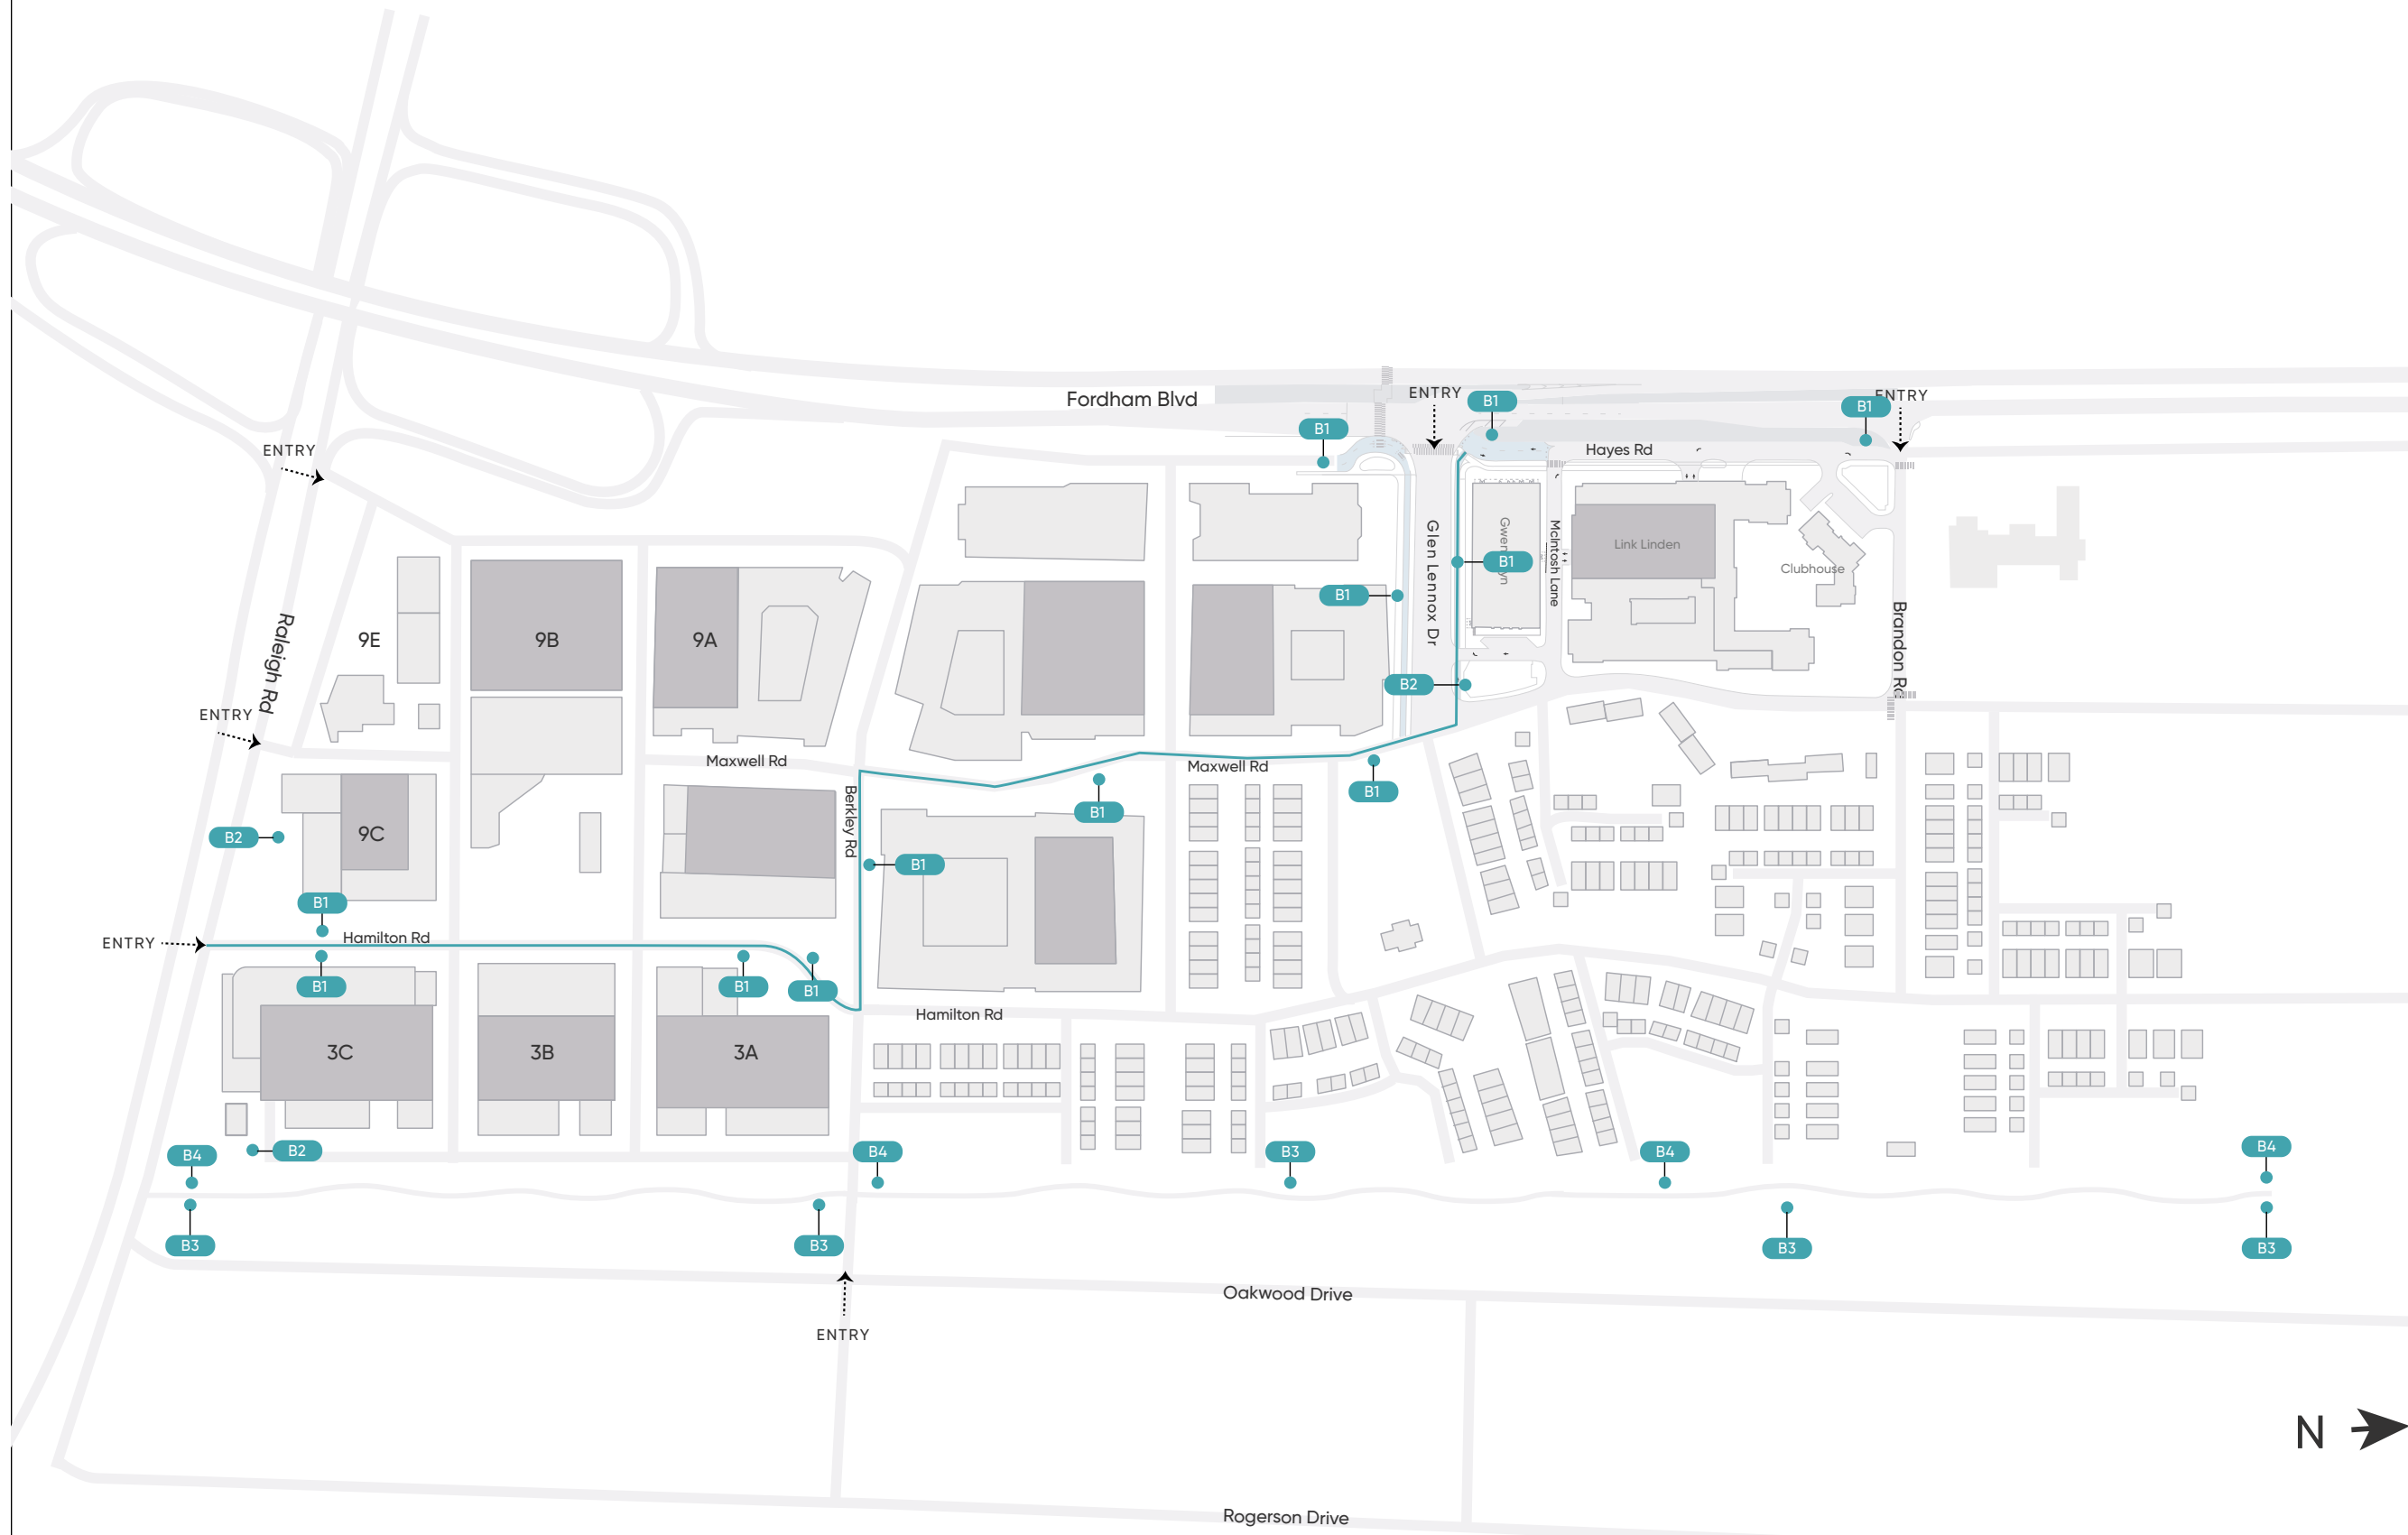 Fordham Blvd
ENTRY
B1
B1
ENTRY
B1
ENTRY
Hayes Rd
Glen Lennox Dr
Gwen
yn
McIntosh Lane
Link Linden
Clubhouse
B1
B1
Brandon Rd
Raleigh Rd
9E
9B
9A
B2
ENTRY
Maxwell Rd
Maxwell Rd
Berkley Rd
B1
B1
B2
9C
B1
B1
ENTRY
Hamilton Rd
B1
B1
B1
Hamilton Rd
3C
3B
3A
B4
B2
B4
B3
B4
B4
B3
B3
B3
B3
Oakwood Drive
ENTRY
N
Rogerson Drive